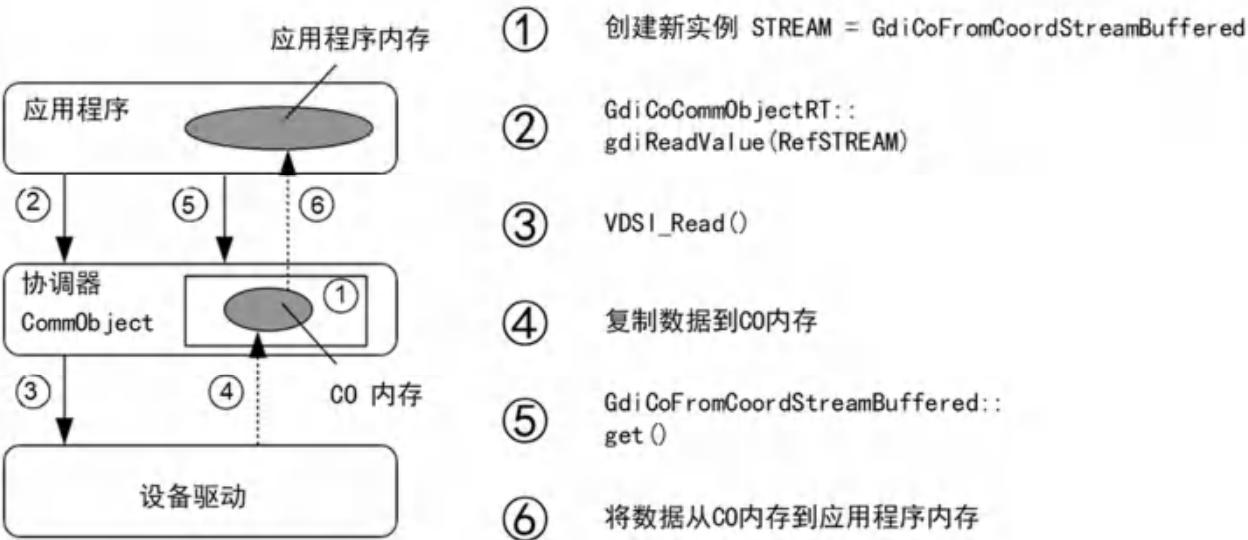 应用程序内存
应用程序
②
⑤
⑥
协调器
CommObject
①
③
④
CO 内存
设备驱动
① 创建新实例 STREAM = GdiCoFromCoordStreamBuffered
② GdiCoCommObjectRT::
gdiReadValue(RefSTREAM)
③ VDSI_Read()
④ 复制数据到CO内存
⑤ GdiCoFromCoordStreamBuffered::
get()
⑥ 将数据从CO内存到应用程序内存